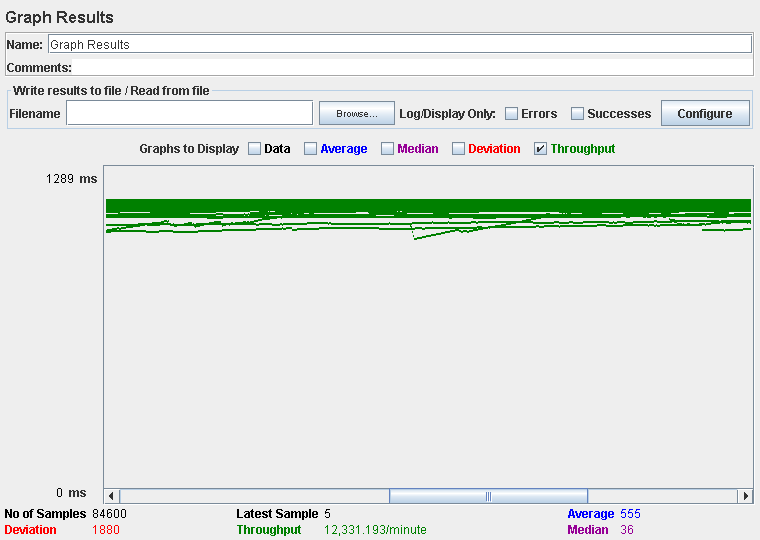 Graph Results
Name: Graph Results
Comments:
Write results to file / Read from file
Filename Browse... Log/Display Only: Errors Successes Configure
Graphs to Display Data Average Median Deviation Throughput
1289 ms
0 ms
No of Samples 84600 Latest Sample 5 Average 555
Deviation 1880 Throughput 12,331.193/minute Median 36